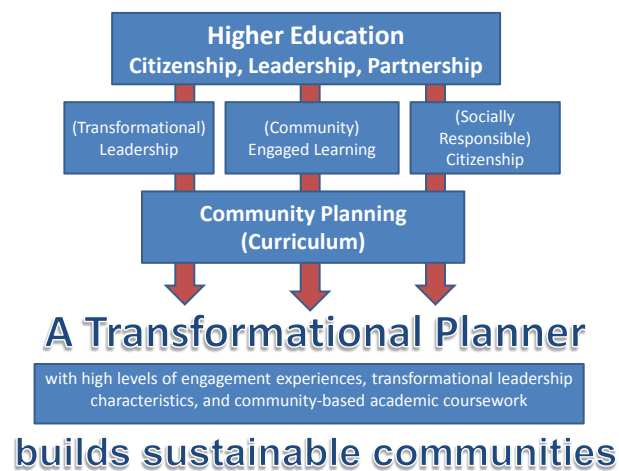 Higher Education
Citizenship, Leadership, Partnership
(Transformational)
Leadership
(Community)
Engaged Learning
(Socially
Responsible)
Citizenship
Community Planning
(Curriculum)
A Transformational Planner
with high levels of engagement experiences, transformational leadership
characteristics, and community-based academic coursework
builds sustainable communities